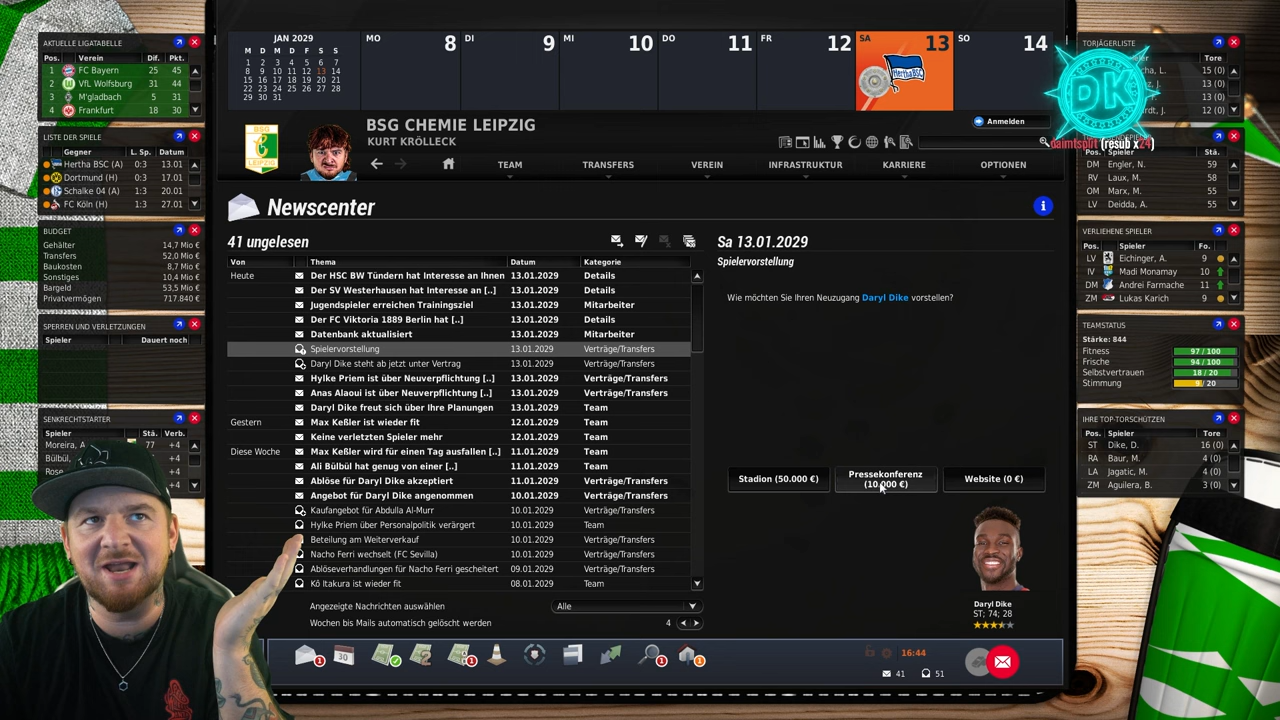 AKTUELLE LIGATABELLE
Pos. Verein Dif. Pkt.
1 FC Bayern 25 45
2 VfL Wolfsburg 31 44
3 M'gladbach 5 31
4 Frankfurt 18 30
LISTE DER SPIELE
Gegner L. Sp. Datum
Hertha BSC (A) 0:3 13.01
Dortmund (H) 0:3 17.01
Schalke 04 (A) 1:3 20.01
FC Köln (H) 1:3 27.01
BUDGET
Gehälter 14,7 Mio €
Transfers 52,0 Mio €
Baukosten 8,7 Mio €
Sonstiges 10,4 Mio €
Bargeld 53,5 Mio €
Privatvermögen 717.840 €
SPERREN UND VERLETZUNGEN
Spieler Dauert noch
SENKRECHTSTARTER
Spieler Stä. Verb.
Moreira, A. 77 +4
Bülbül, +4
Rose +4
+4
JAN 2029
M D M D F S S
1 2 3 4 5 6 7
8 9 10 11 12 13 14
15 16 17 18 19 20 21
22 23 24 25 26 27 28
29 30 31
MO 8
DI 9
MI 10
DO 11
FR 12
SA 13
Hertha BSC
SO 14
BSG
LEIPZIG
BSG CHEMIE LEIPZIG
KURT KRÖLLECK
Anmelden
TEAM TRANSFERS VEREIN INFRASTRUKTUR KARRIERE OPTIONEN
Newscenter
41 ungelesen
Von Thema Datum Kategorie
Heute Der HSC BW Tündern hat Interesse an Ihnen 13.01.2029 Details
Der SV Westerhausen hat Interesse an [..] 13.01.2029 Details
Jugendspieler erreichen Trainingsziel 13.01.2029 Mitarbeiter
Der FC Viktoria 1889 Berlin hat [..] 13.01.2029 Details
Datenbank aktualisiert 13.01.2029 Mitarbeiter
Spielervorstellung 13.01.2029 Verträge/Transfers
Daryl Dike steht ab jetzt unter Vertrag 13.01.2029 Verträge/Transfers
Hylke Priem ist über Neuverpflichtung [..] 13.01.2029 Verträge/Transfers
Anas Alaoui ist über Neuverpflichtung [..] 13.01.2029 Verträge/Transfers
Daryl Dike freut sich über Ihre Planungen 13.01.2029 Team
Gestern Max Keßler ist wieder fit 12.01.2029 Team
Keine verletzten Spieler mehr 12.01.2029 Team
Diese Woche Max Keßler wird für einen Tag ausfallen [..] 11.01.2029 Team
Ali Bülbül hat genug von einer [..] 11.01.2029 Team
Ablöse für Daryl Dike akzeptiert 11.01.2029 Verträge/Transfers
Angebot für Daryl Dike angenommen 10.01.2029 Verträge/Transfers
Kaufangebot für Abdulla Al-Murr 10.01.2029 Verträge/Transfers
Hylke Priem über Personalpolitik verärgert 10.01.2029 Team
Beteilung am Weiterverkauf 10.01.2029 Verträge/Transfers
Nacho Ferri wechselt (FC Sevilla) 10.01.2029 Verträge/Transfers
Ablöseverhandlungen für Nacho Ferri gescheitert 09.01.2029 Verträge/Transfers
Kō Itakura ist wieder fit 08.01.2029 Team
Angezeigte Nachrichten Alle
Wochen bis Mails automatisch gelöscht werden 4
Sa 13.01.2029
Spielervorstellung
Wie möchten Sie Ihren Neuzugang Daryl Dike vorstellen?
Stadion (50.000 €)
Pressekonferenz
(10.000 €)
Website (0 €)
Daryl Dike
ST; 74; 28
16:44
41 51
TORJÄGERLISTE
Tore
15 (0)
13 (0)
13 (0)
12 (0)
DK
daimtsplit (resub x24)
Pos. Stä.
DM Engler, N. 59
RV Laux, M. 58
OM Marx, M. 55
LV Deidda, A. 55
VERLIEHENE SPIELER
Pos. Spieler Fo.
LV Eichinger, A. 9
IV Madi Monamay 10
DM Andrei Farmache 11
ZM Lukas Karich 9
TEAMSTATUS
Stärke: 844
Fitness 97 / 100
Frische 94 / 100
Selbstvertrauen 18 / 20
Stimmung 9 / 20
IHRE TOP-TORSCHÜTZEN
Pos. Spieler Tore
ST Dike, D. 16 (0)
RA Baur, M. 4 (0)
LA Jagatic, M. 4 (0)
ZM Aguilera, B. 3 (0)